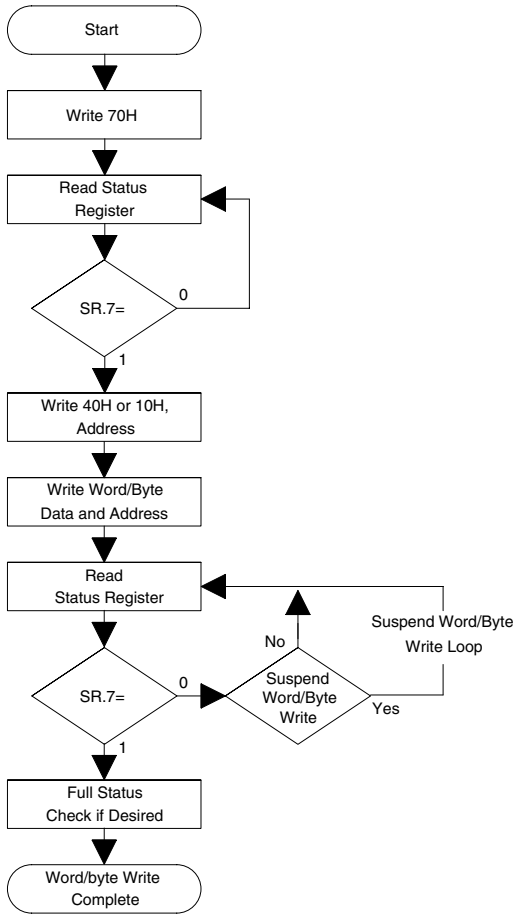 Start
Write 70H
Read Status
Register
SR.7=
0
1
Write 40H or 10H,
Address
Write Word/Byte
Data and Address
Read
Status Register
SR.7=
0
1
No
Suspend
Word/Byte
Write
Yes
Suspend Word/Byte
Write Loop
Full Status
Check if Desired
Word/byte Write
Complete